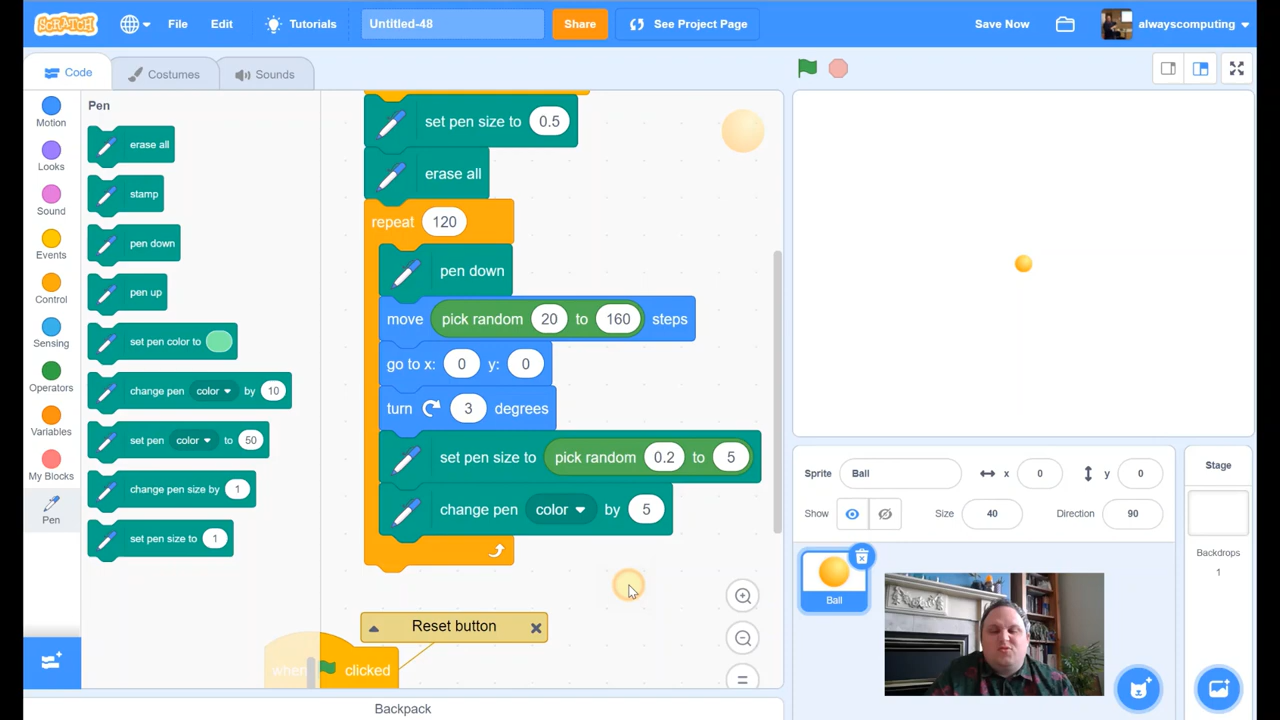 SCRATCH File Edit Tutorials Untitled-48 Share See Project Page Save Now alwayscomputing
Code Costumes Sounds
Motion
Looks
Sound
Events
Control
Sensing
Operators
Variables
My Blocks
Pen
Pen
erase all
stamp
pen down
pen up
set pen color to
change pen color by 10
set pen color to 50
change pen size by 1
set pen size to 1
set pen size to 0.5
erase all
repeat 120
pen down
move pick random 20 to 160 steps
go to x: 0 y: 0
turn 3 degrees
set pen size to pick random 0.2 to 5
change pen color by 5
Reset button
when clicked
Backpack
Sprite Ball x 0 y 0
Show Size 40 Direction 90
Ball
Stage
Backdrops
1